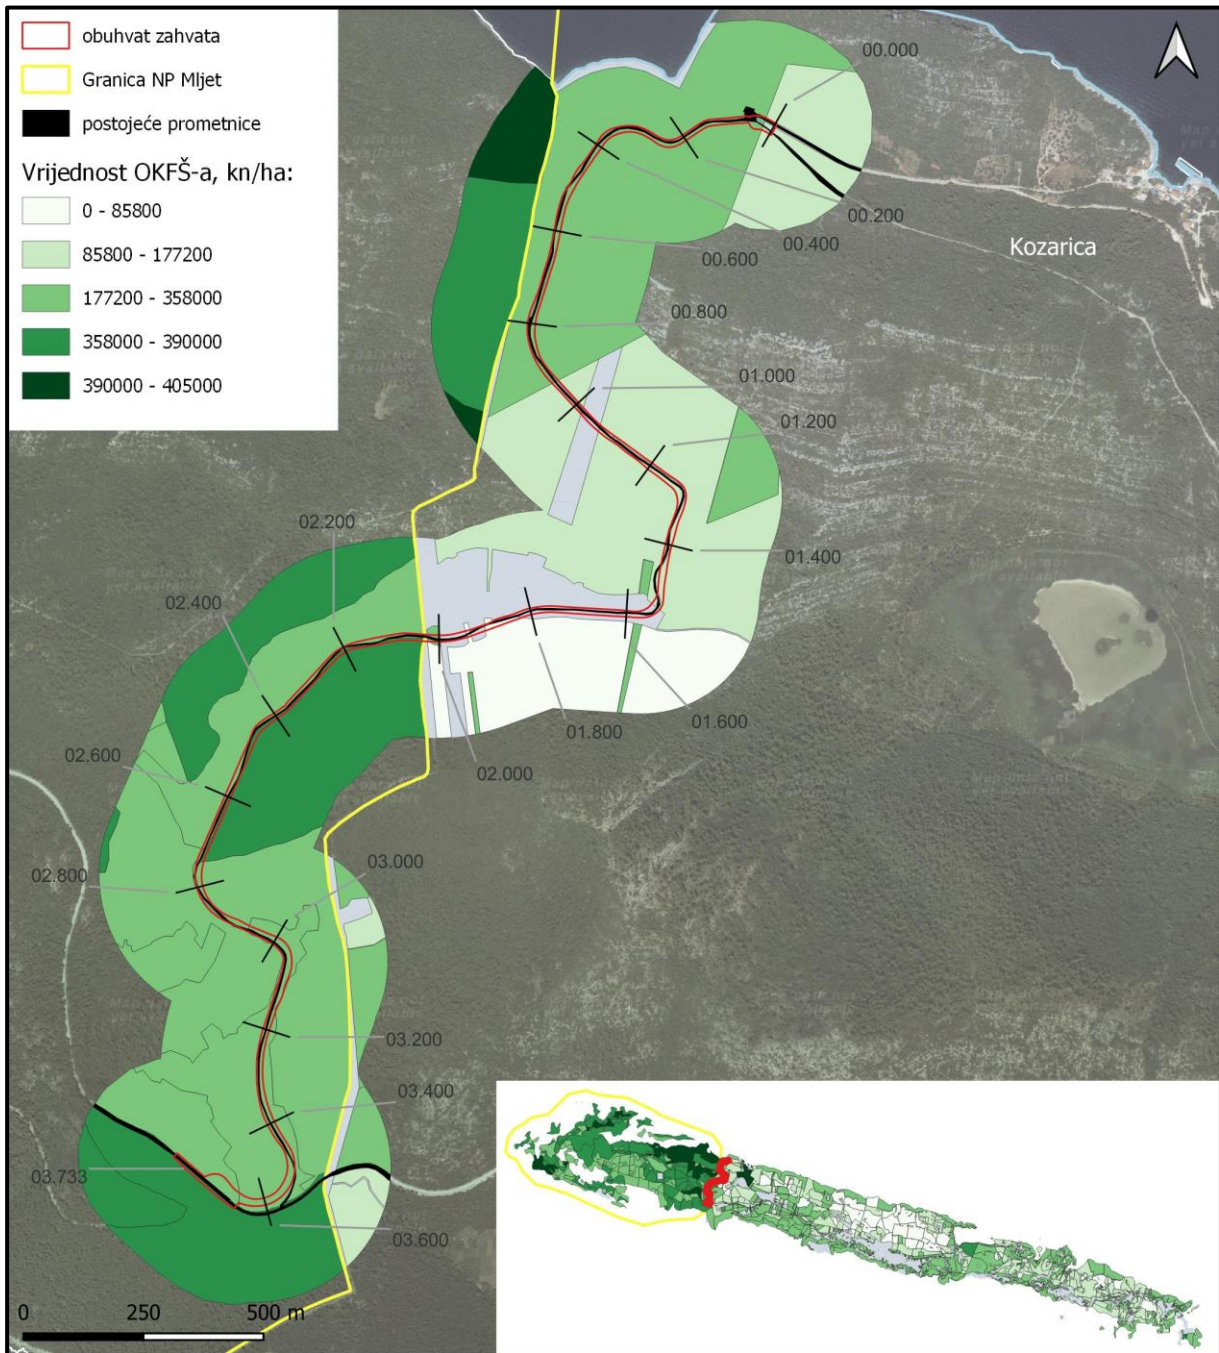 obuhvat zahvata
Granica NP Mljet
postojeće prometnice
Vrijednost OKFŠ-a, kn/ha:
0 - 85800
85800 - 177200
177200 - 358000
358000 - 390000
390000 - 405000
00.000
00.200
00.400
00.600
Kozarica
00.800
01.000
01.200
02.200
01.400
02.400
01.600
01.800
02.600
02.000
03.000
02.800
03.200
03.400
03.733
03.600
0 250 500 m